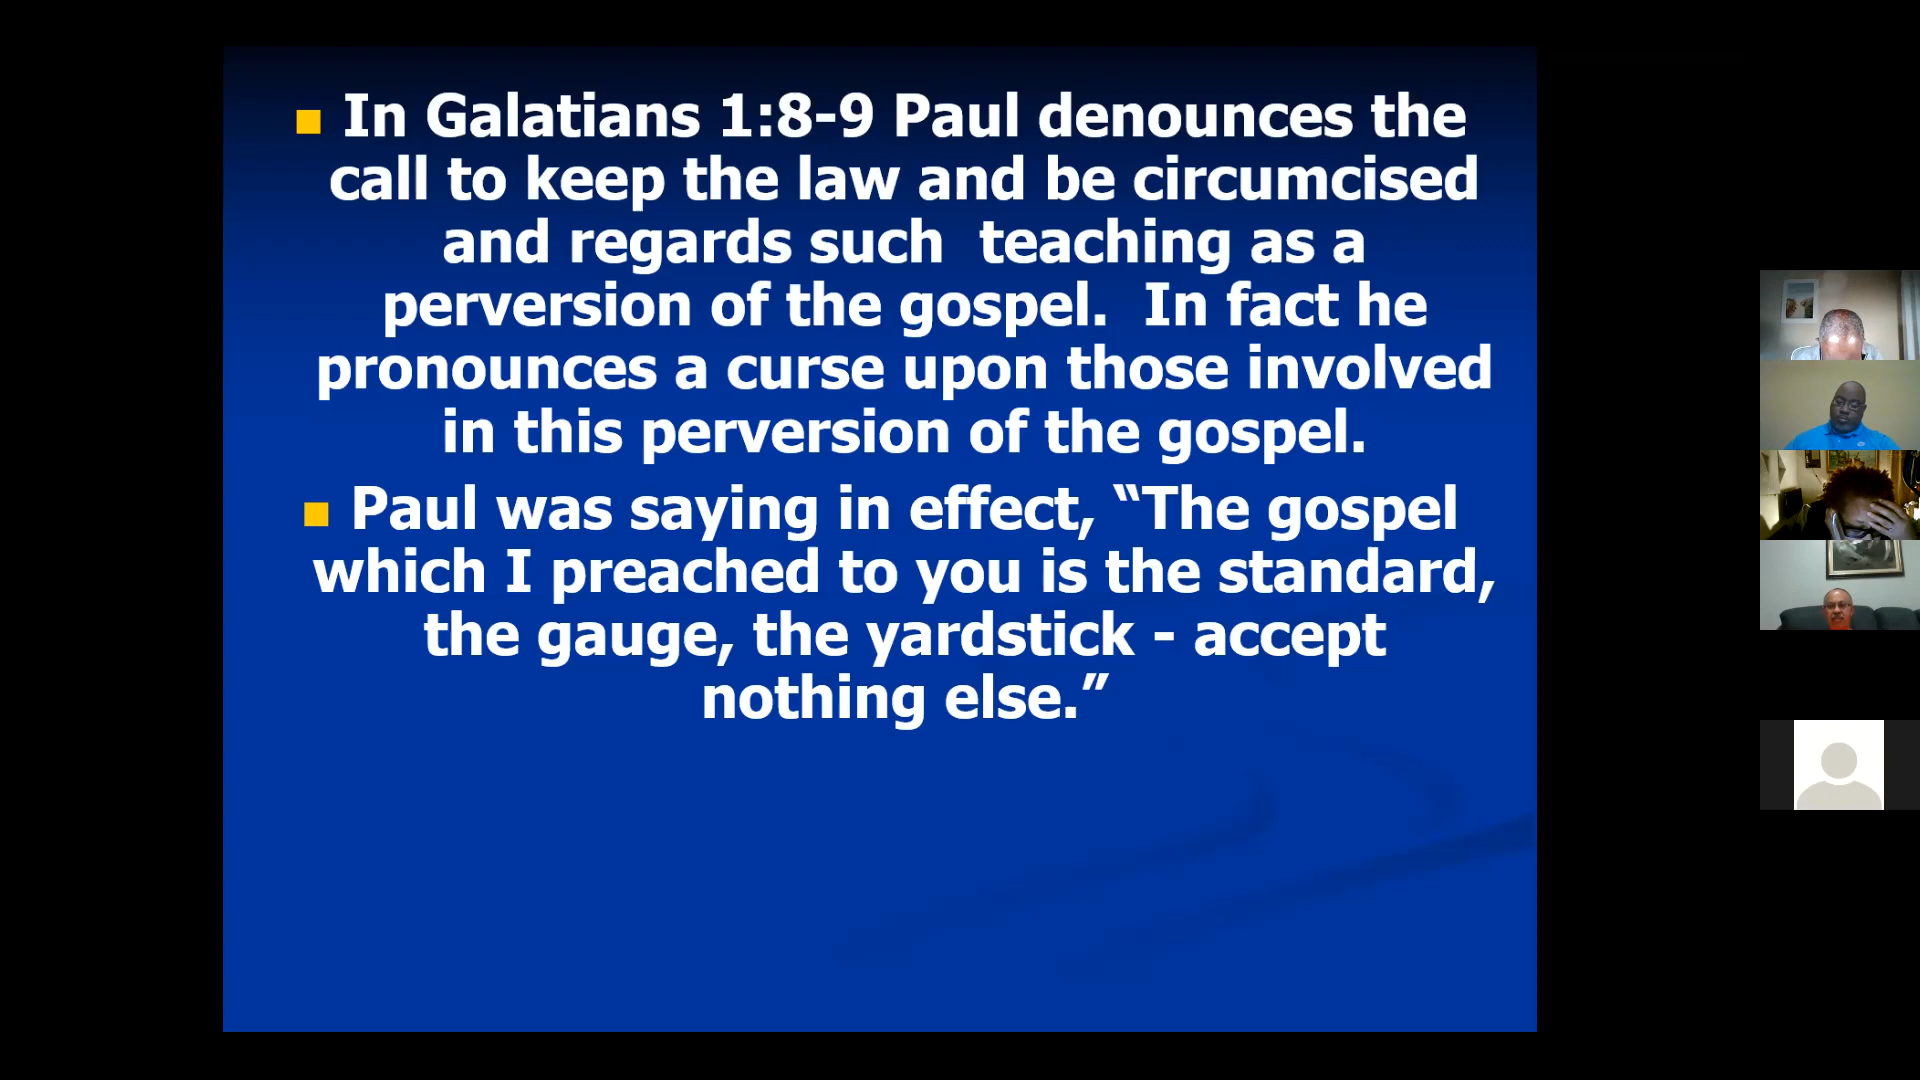 In Galatians 1:8-9 Paul denounces the
call to keep the law and be circumcised
and regards such  teaching as a
perversion of the gospel.  In fact he
pronounces a curse upon those involved
in this perversion of the gospel.
Paul was saying in effect, “The gospel
which I preached to you is the standard,
the gauge, the yardstick - accept
nothing else.”